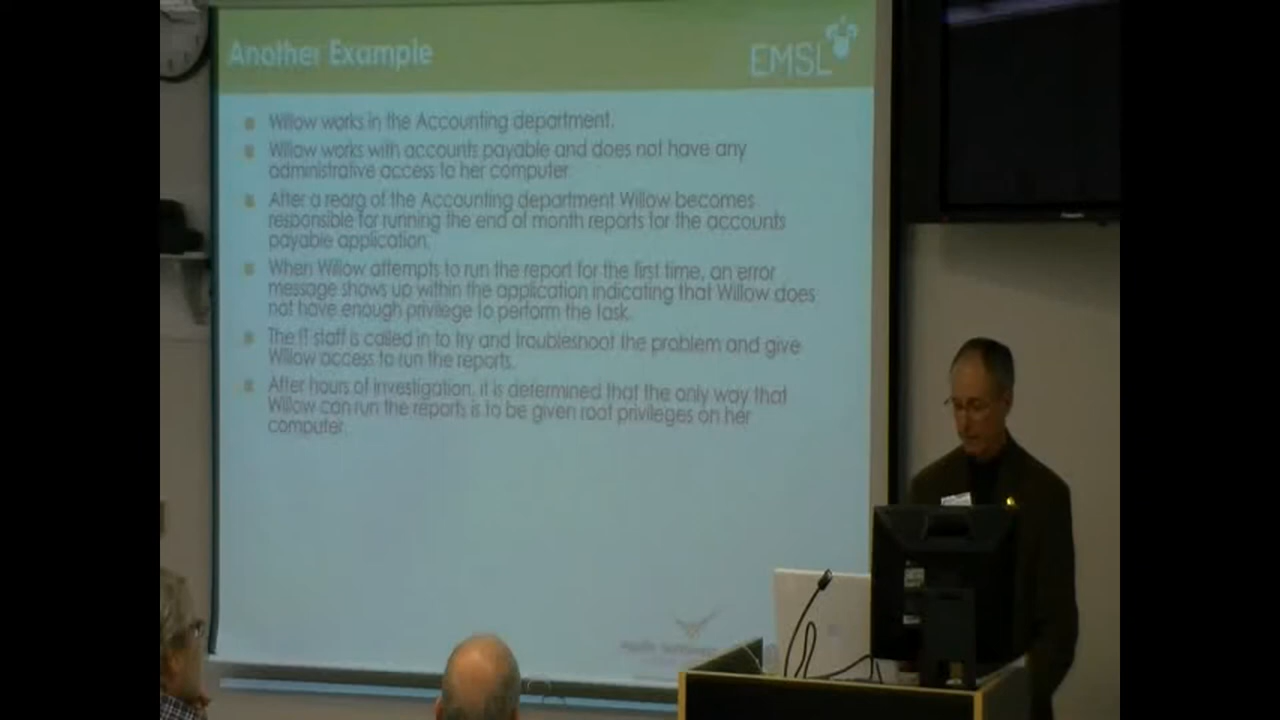 Another Example
EMSL
Willow works in the Accounting department.
Willow works with accounts payable and does not have any
administrative access to her computer.
After a reorg of the Accounting department Willow becomes
responsible for running the end of month reports for the accounts
payable application.
When Willow attempts to run the report for the first time, an error
message shows up within the application indicating that Willow does
not have enough privilege to perform the task.
The IT staff is called in to try and troubleshoot the problem and give
Willow access to run the reports.
After hours of investigation, it is determined that the only way that
Willow can run the reports is to be given root privileges on her
computer.